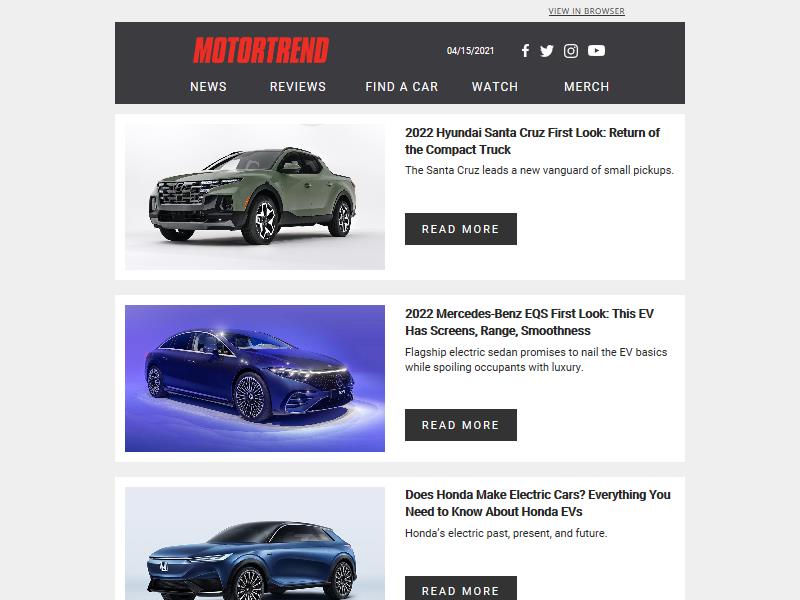 VIEW IN BROWSER
MOTORTREND
04/15/2021
NEWS REVIEWS FIND A CAR WATCH MERCH
2022 Hyundai Santa Cruz First Look: Return of
the Compact Truck
The Santa Cruz leads a new vanguard of small pickups.
READ MORE
2022 Mercedes-Benz EQS First Look: This EV
Has Screens, Range, Smoothness
Flagship electric sedan promises to nail the EV basics
while spoiling occupants with luxury.
READ MORE
Does Honda Make Electric Cars? Everything You
Need to Know About Honda EVs
Honda’s electric past, present, and future.
READ MORE